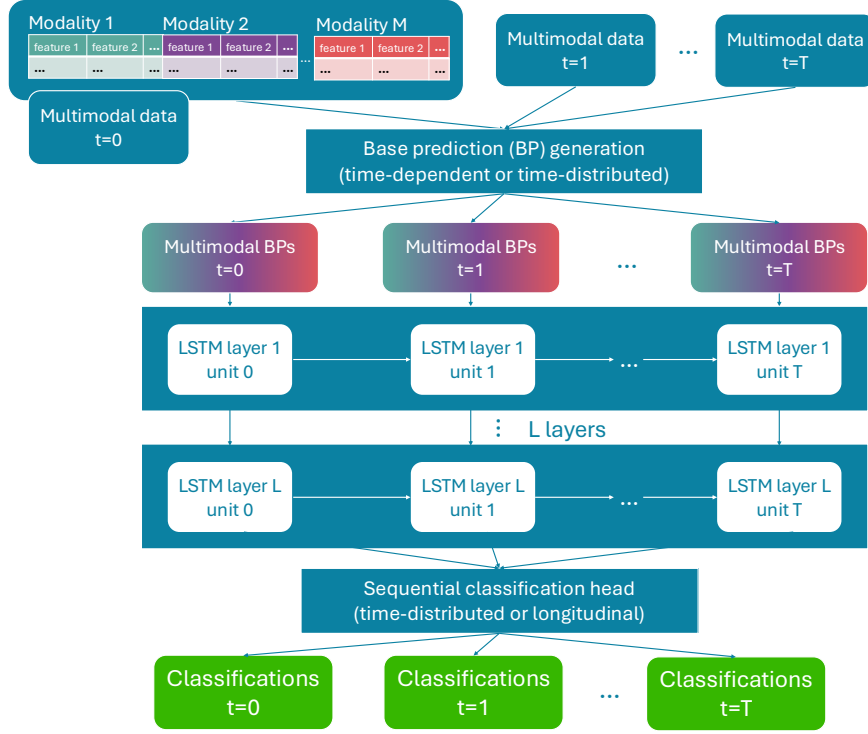 Modality 1 Modality 2 Modality M
feature 1 feature 2 ... feature 1 feature 2 ... feature 1 feature 2 ...
... ... ... ... ... ... ... ... ... ...
Multimodal data
t=0
Multimodal data
t=1
...
Multimodal data
t=T
Base prediction (BP) generation
(time-dependent or time-distributed)
Multimodal BPs
t=0
Multimodal BPs
t=1
...
Multimodal BPs
t=T
LSTM layer 1
unit 0
LSTM layer 1
unit 1
...
LSTM layer 1
unit T
⋮ L layers
LSTM layer L
unit 0
LSTM layer L
unit 1
...
LSTM layer L
unit T
Sequential classification head
(time-distributed or longitudinal)
Classifications
t=0
Classifications
t=1
...
Classifications
t=T